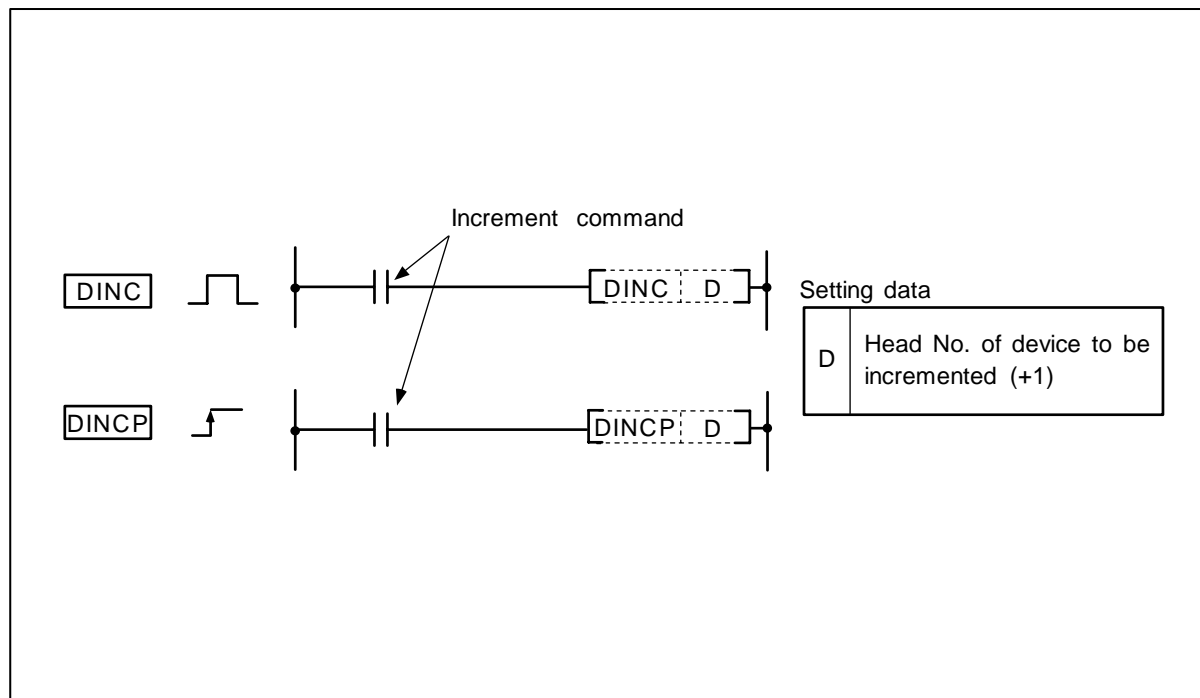 Increment command
DINC
DINC D
Setting data
D
Head No. of device to be
incremented (+1)
DINCP
DINCP D